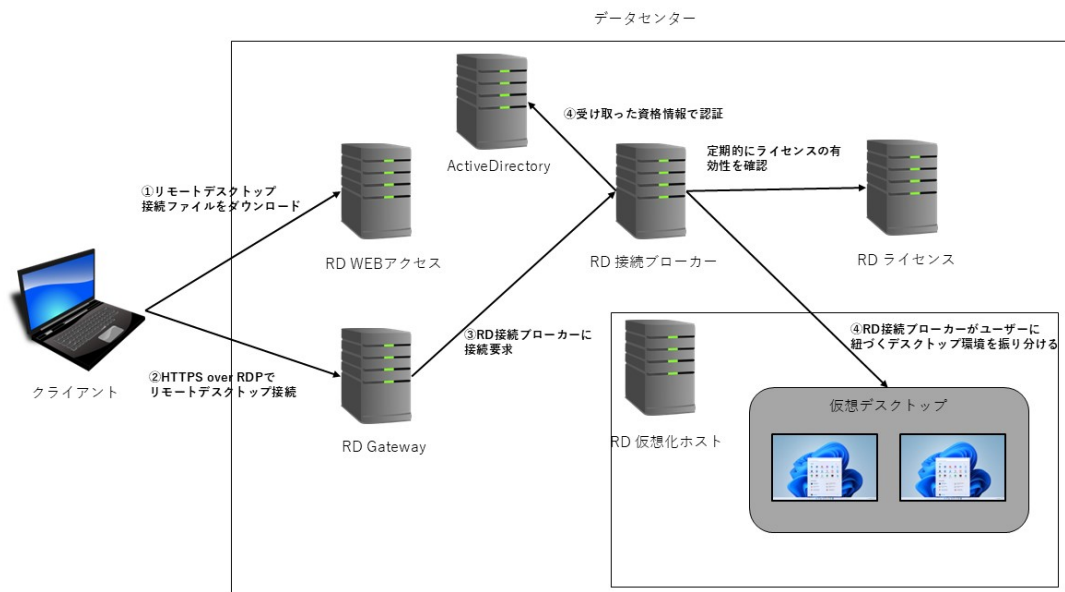 データセンター
④受け取った資格情報で認証
ActiveDirectory
定期的にライセンスの有
効性を確認
①リモートデスクトップ
接続ファイルをダウンロード
RD WEBアクセス
RD 接続ブローカー
RD ライセンス
③RD接続ブローカーに
接続要求
④RD接続ブローカーがユーザーに
紐づくデスクトップ環境を振り分ける
クライアント
②HTTPS over RDPで
リモートデスクトップ接続
RD Gateway
RD 仮想化ホスト
仮想デスクトップ